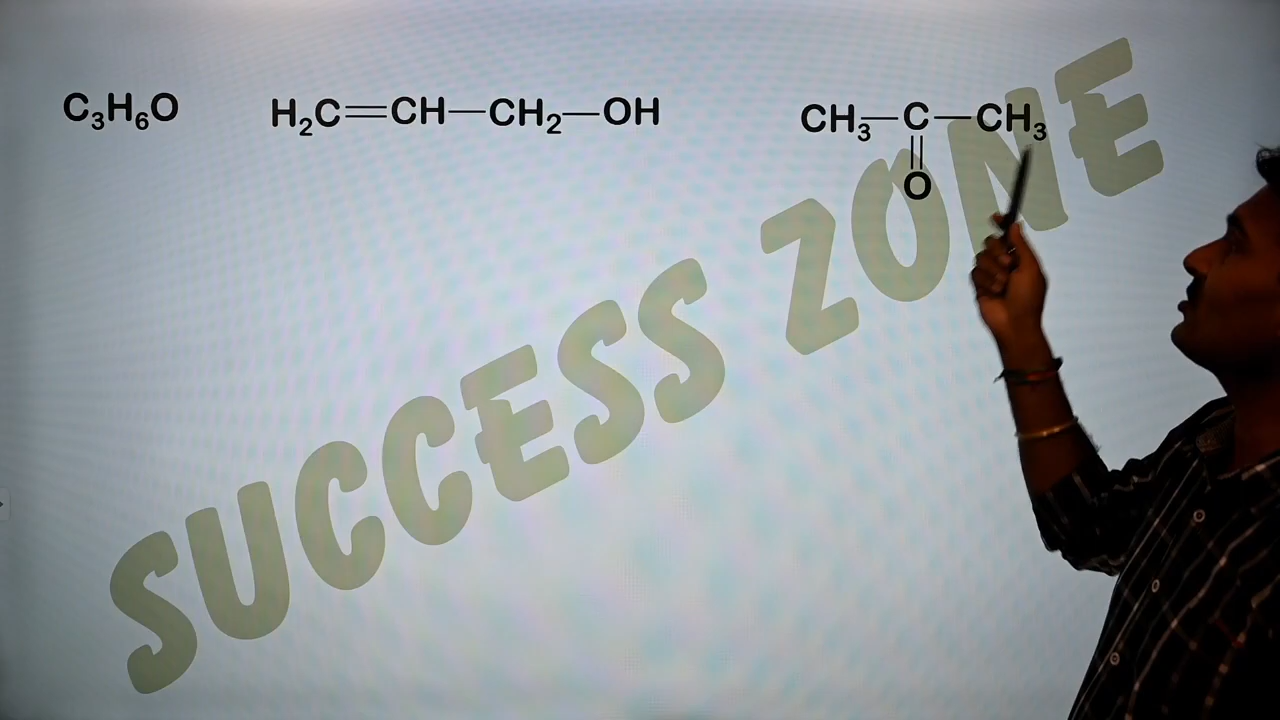 C₃H₆O H₂C=CH—CH₂—OH CH₃—C—CH₃
||
O
SUCCESS ZONE